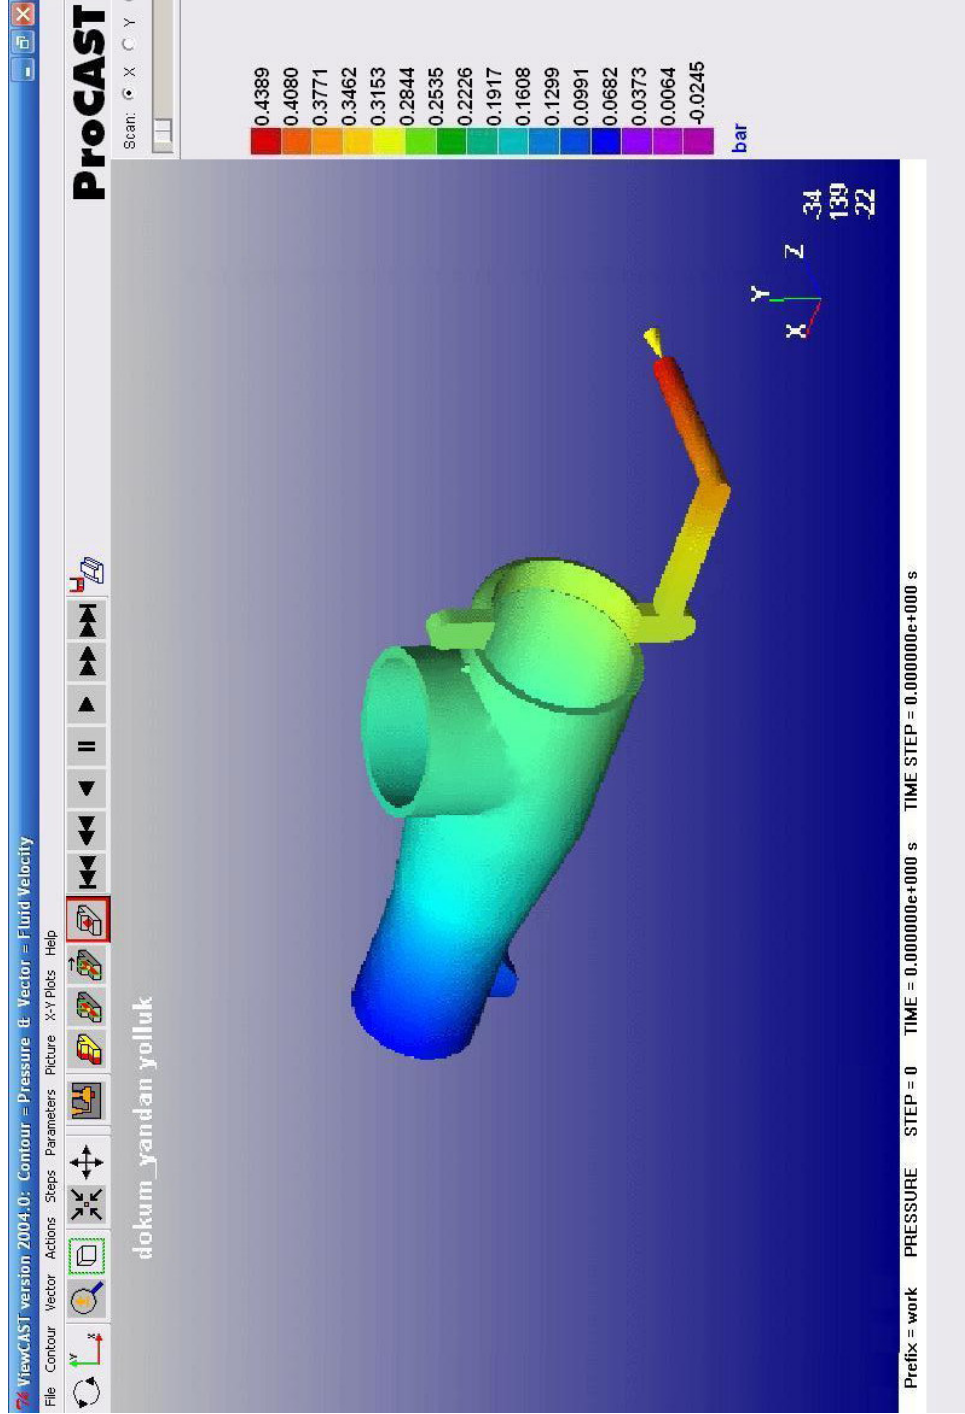 ViewCAST version 2004.0: Contour = Pressure & Vector = Fluid Velocity
File Contour Vector Actions Steps Parameters Picture X-Y Plots Help
ProCAST
Scan: X Y
dokum_yandan yolluk
0.4389
0.4080
0.3771
0.3462
0.3153
0.2844
0.2535
0.2226
0.1917
0.1608
0.1299
0.0991
0.0682
0.0373
0.0064
-0.0245
bar
Y
X Z
-34
139
-22
Prefix = work PRESSURE STEP = 0 TIME = 0.000000e+000 s TIME STEP = 0.000000e+000 s